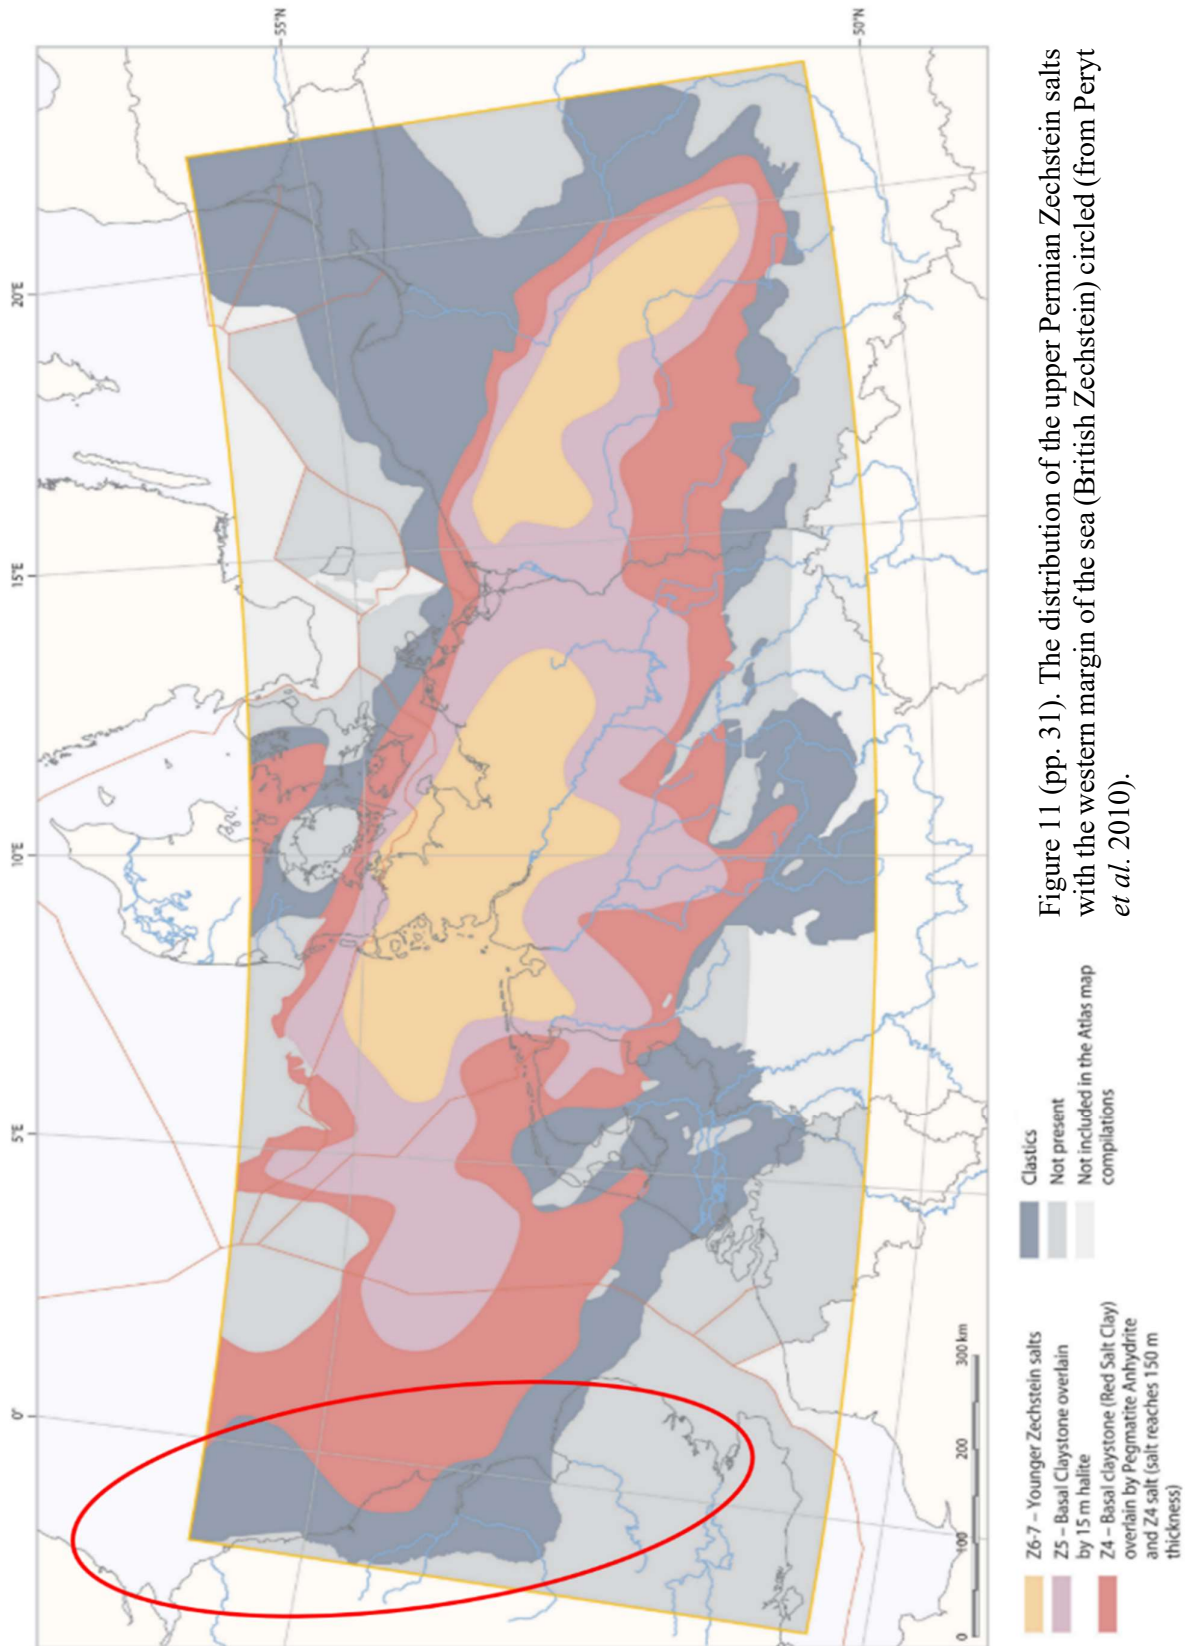 55°N
50°N
20°E
15°E
10°E
5°E
0°
0 100 200 300 km
Z6-7 – Younger Zechstein salts
Z5 – Basal Claystone overlain
by 15 m halite
Z4 – Basal claystone (Red Salt Clay)
overlain by Pegmatite Anhydrite
and Z4 salt (salt reaches 150 m
thickness)
Clastics
Not present
Not included in the Atlas map
compilations
Figure 11 (pp. 31). The distribution of the upper Permian Zechstein salts
with the western margin of the sea (British Zechstein) circled (from Peryt
et al. 2010).